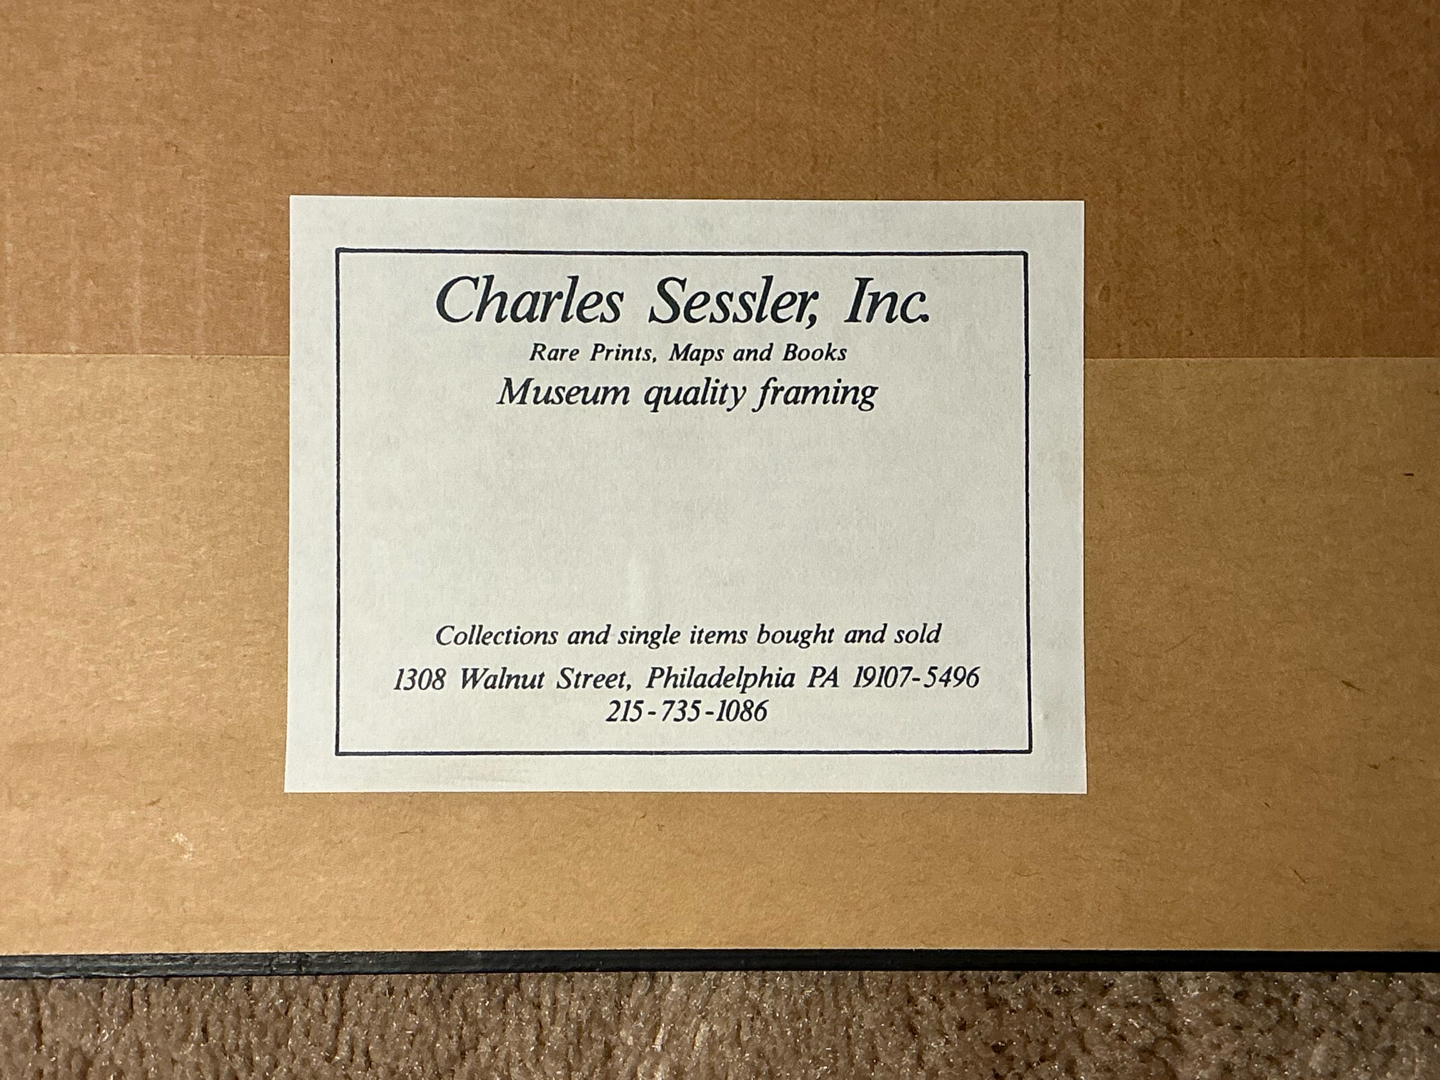 Charles Sessler, Inc.
Rare Prints, Maps and Books
Museum quality framing
Collections and single items bought and sold
1308 Walnut Street, Philadelphia PA 19107-5496
215-735-1086